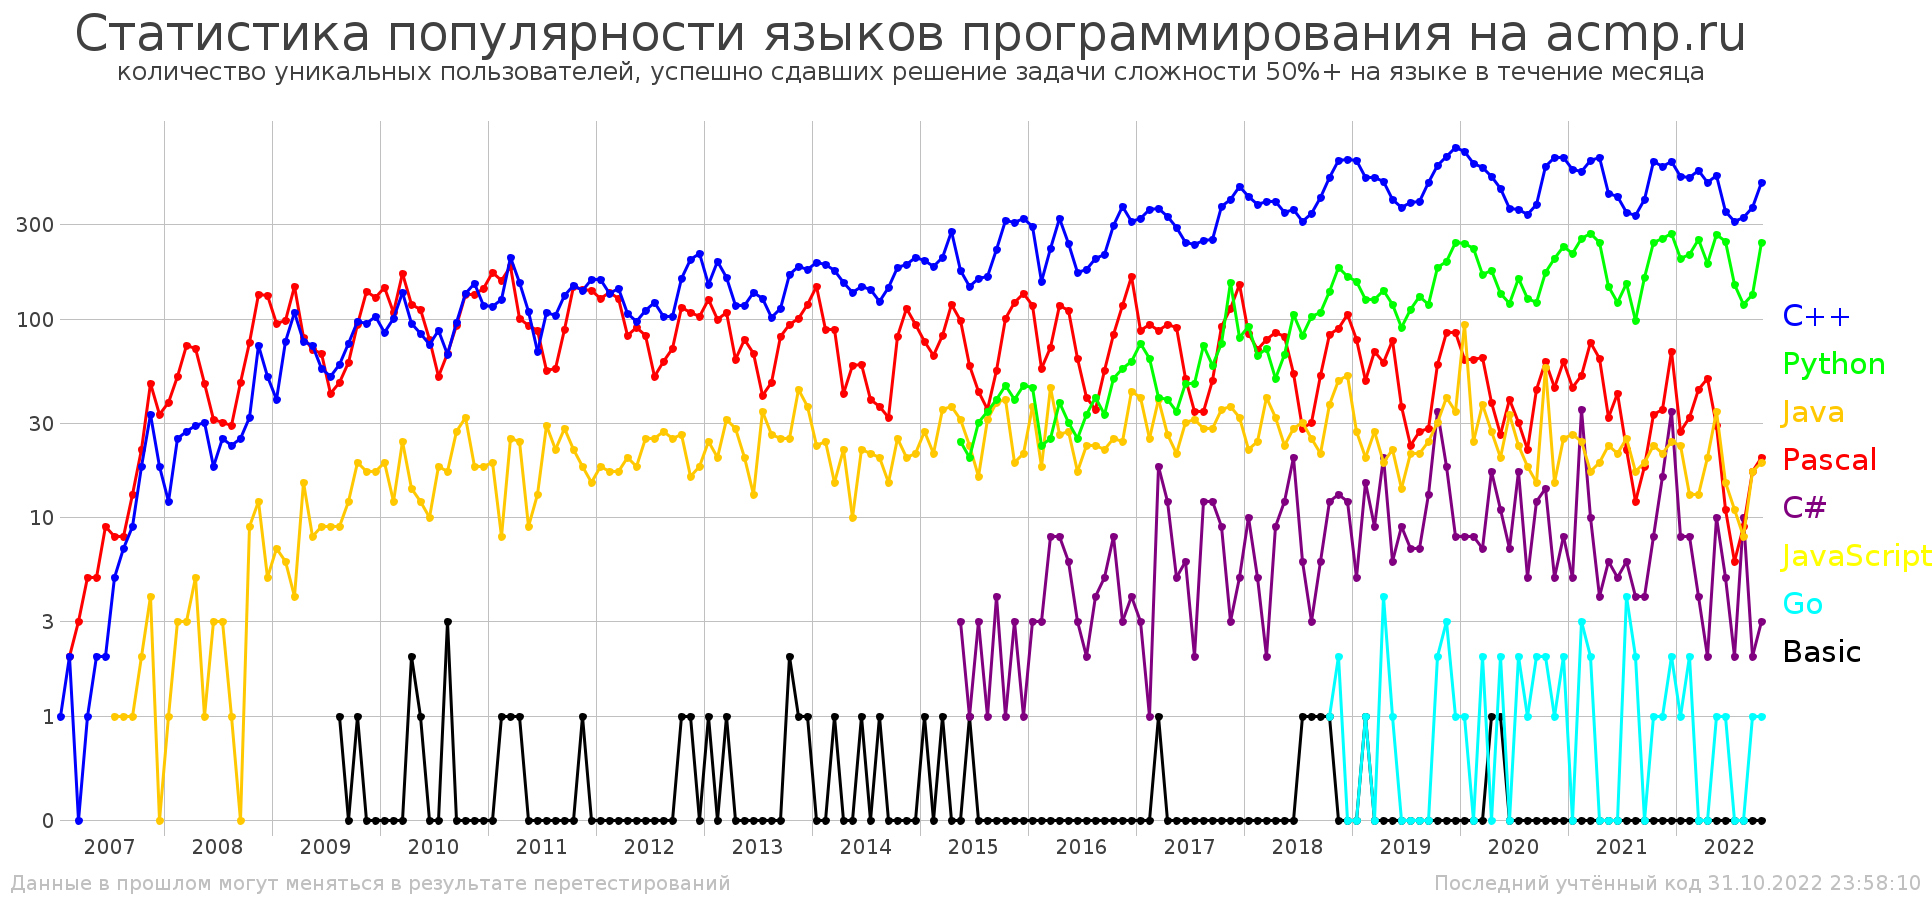 Статистика популярности языков программирования на acmp.ru
количество уникальных пользователей, успешно сдавших решение задачи сложности 50%+ на языке в течение месяца
300
100
30
10
3
1
0
C++
Python
Java
Pascal
C#
JavaScript
Go
Basic
2007 2008 2009 2010 2011 2012 2013 2014 2015 2016 2017 2018 2019 2020 2021 2022
Данные в прошлом могут меняться в результате перетестирований
Последний учтённый код 31.10.2022 23:58:10